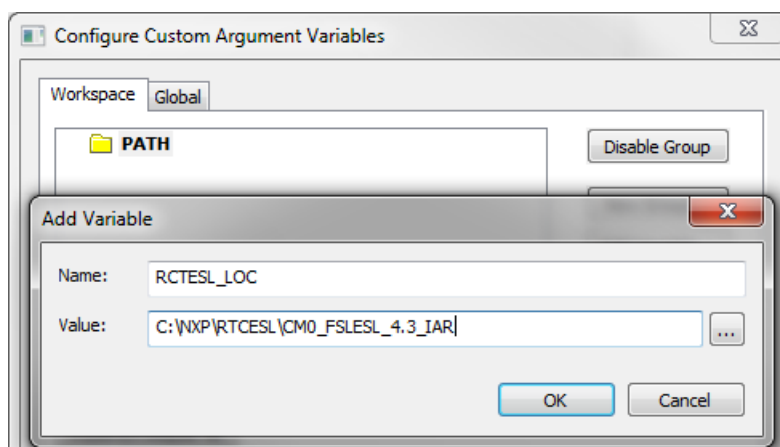 Configure Custom Argument Variables
Workspace Global
PATH
Disable Group
Add Variable
Name: RCTESL_LOC
Value: C:\NXP\RTCESL\CM0_FSLESL_4.3_IAR ...
OK Cancel